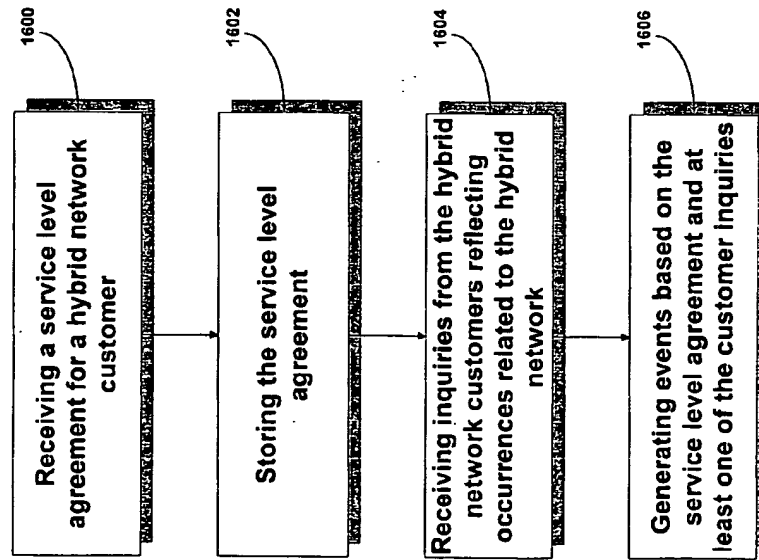 1600
Receiving a service level
agreement for a hybrid network
customer
1602
Storing the service level
agreement
1604
Receiving inquiries from the hybrid
network customers reflecting
occurrences related to the hybrid
network
1606
Generating events based on the
service level agreement and at
least one of the customer inquiries